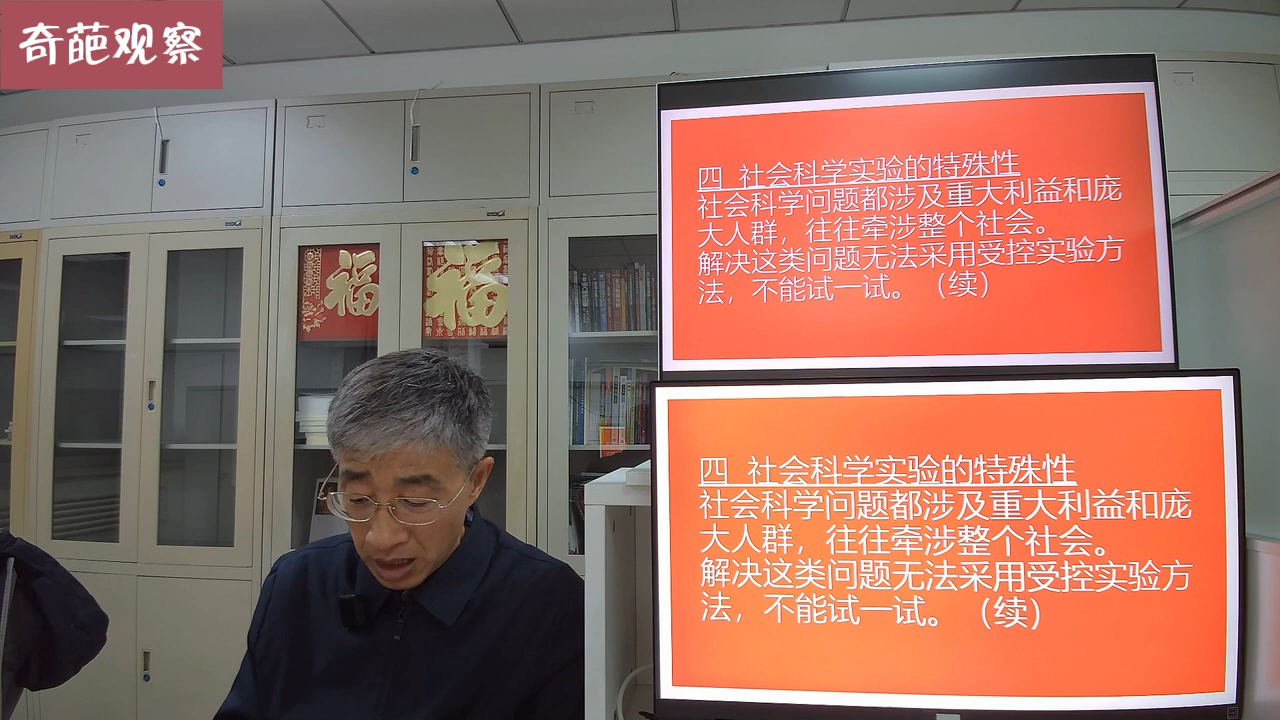 奇葩观察
福
福
四 社会科学实验的特殊性
社会科学问题都涉及重大利益和庞
大人群，往往牵涉整个社会。
解决这类问题无法采用受控实验方
法，不能试一试。（续）
四 社会科学实验的特殊性
社会科学问题都涉及重大利益和庞
大人群，往往牵涉整个社会。
解决这类问题无法采用受控实验方
法，不能试一试。（续）